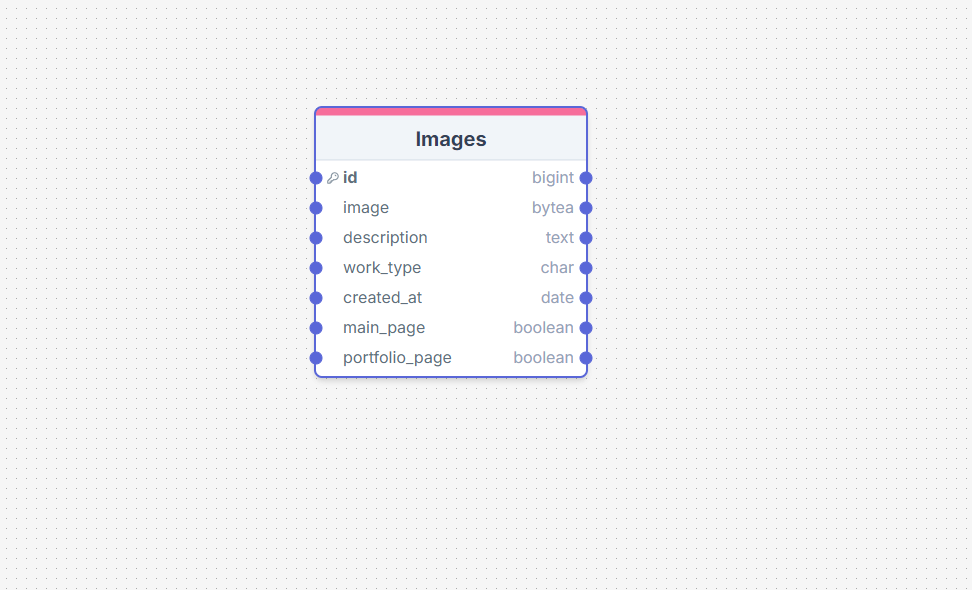 Images
id bigint
image bytea
description text
work_type char
created_at date
main_page boolean
portfolio_page boolean